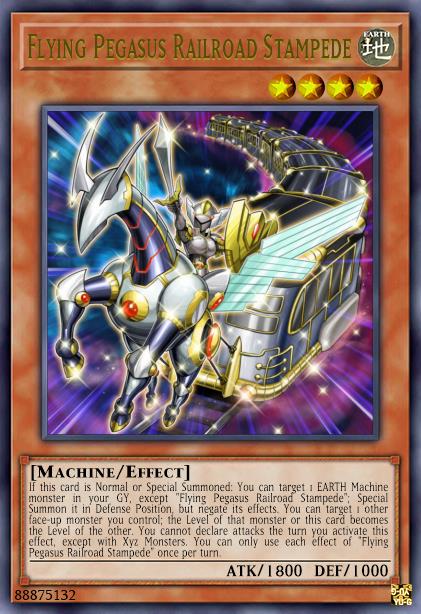 FLYING PEGASUS RAILROAD STAMPEDE
EARTH
地
[MACHINE/EFFECT]
If this card is Normal or Special Summoned: You can target 1 EARTH Machine
monster in your GY, except "Flying Pegasus Railroad Stampede"; Special
Summon it in Defense Position, but negate its effects. You can target 1 other
face-up monster you control; the Level of that monster or this card becomes
the Level of the other. You cannot declare attacks the turn you activate this
effect, except with Xyz Monsters. You can only use each effect of "Flying
Pegasus Railroad Stampede" once per turn.
ATK/1800 DEF/1000
88875132